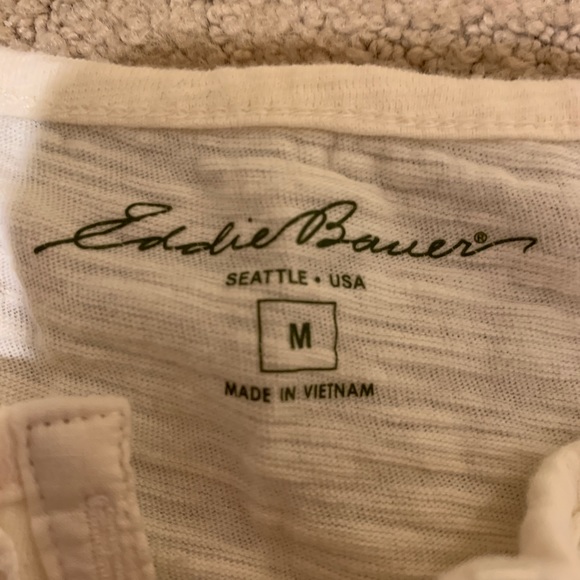 Eddie Bauer®
SEATTLE • USA
M
MADE IN VIETNAM